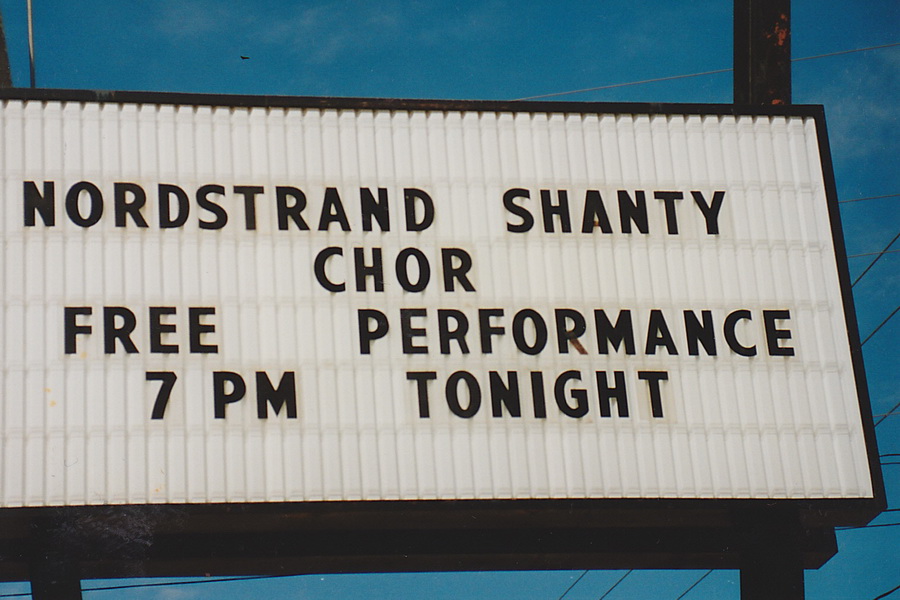 NORDSTRAND SHANTY
CHOR
FREE PERFORMANCE
7 PM TONIGHT